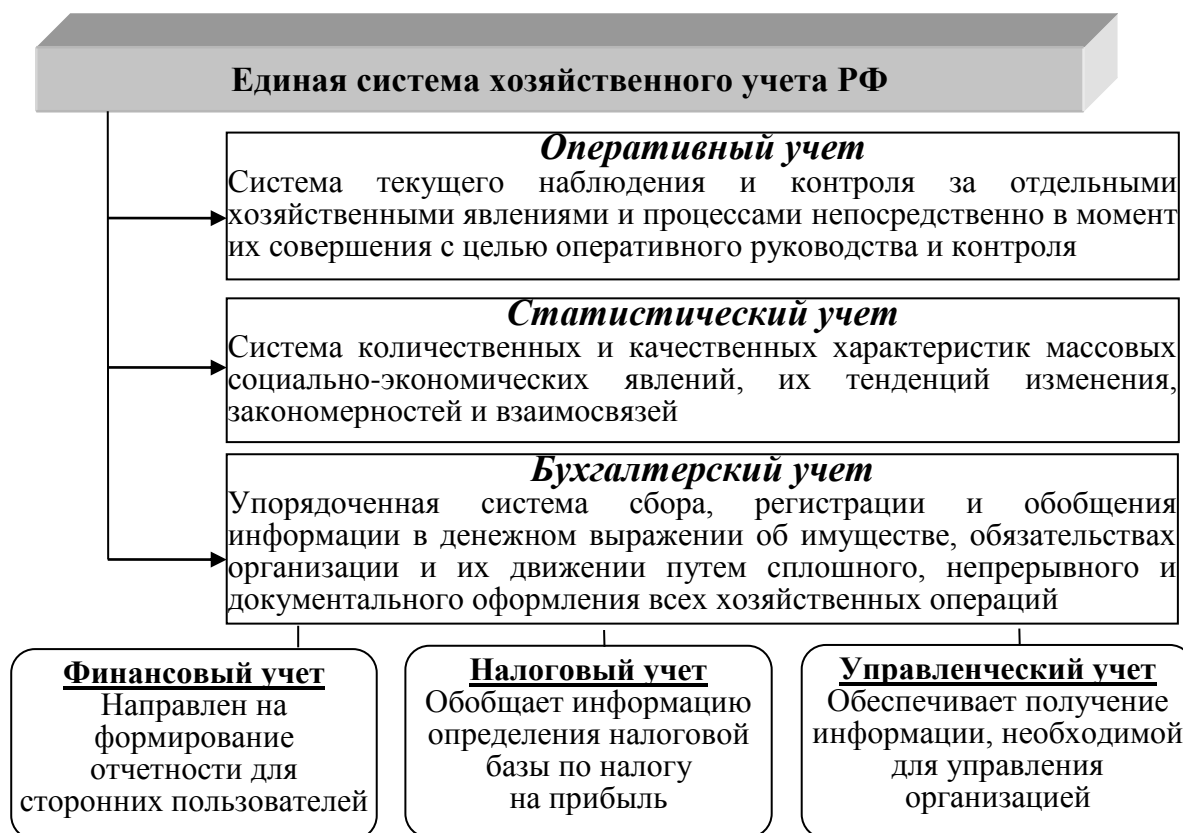 Единая система хозяйственного учета РФ
Оперативный учет
Система текущего наблюдения и контроля за отдельными
хозяйственными явлениями и процессами непосредственно в момент
их совершения с целью оперативного руководства и контроля
Статистический учет
Система количественных и качественных характеристик массовых
социально-экономических явлений, их тенденций изменения,
закономерностей и взаимосвязей
Бухгалтерский учет
Упорядоченная система сбора, регистрации и обобщения
информации в денежном выражении об имуществе, обязательствах
организации и их движении путем сплошного, непрерывного и
документального оформления всех хозяйственных операций
Финансовый учет
Направлен на
формирование
отчетности для
сторонних пользователей
Налоговый учет
Обобщает информацию
определения налоговой
базы по налогу
на прибыль
Управленческий учет
Обеспечивает получение
информации, необходимой
для управления
организацией